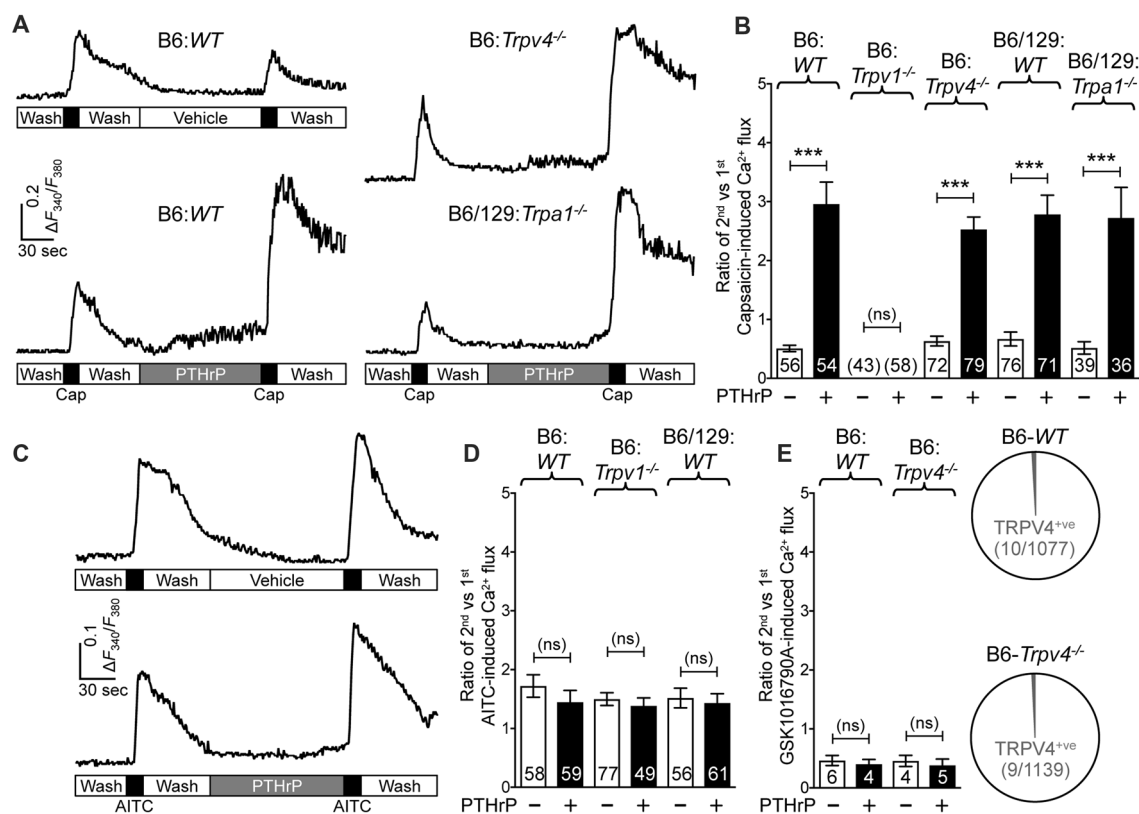 A
B6:WT
Wash Wash Vehicle Wash
B6:Trpv4-/-
0.2
ΔF340/F380
30 sec
B6:WT
B6/129:Trpa1-/-
Wash Wash PTHrP Wash
Cap Cap
Wash Wash PTHrP Wash
Cap Cap
B
B6:
WT
B6:
Trpv1-/-
B6:
Trpv4-/-
B6/129:
WT
B6/129:
Trpa1-/-
Ratio of 2nd vs 1st
Capsaicin-induced Ca2+ flux
5
4
3
2
1
0
*** (ns) *** *** ***
56 54 (43) (58) 72 79 76 71 39 36
PTHrP – + – + – + – + – +
C
Wash Wash Vehicle Wash
0.1
ΔF340/F380
30 sec
Wash Wash PTHrP Wash
AITC AITC
D
B6:
WT
B6:
Trpv1-/-
B6/129:
WT
Ratio of 2nd vs 1st
AITC-induced Ca2+ flux
5
4
3
2
1
0
(ns) (ns) (ns)
58 59 77 49 56 61
PTHrP – + – + – +
E
B6:
WT
B6:
Trpv4-/-
Ratio of 2nd vs 1st
GSK1016790A-induced Ca2+ flux
5
4
3
2
1
0
(ns) (ns)
6 4 4 5
PTHrP – + – +
B6-WT
TRPV4+ve
(10/1077)
B6-Trpv4-/-
TRPV4+ve
(9/1139)